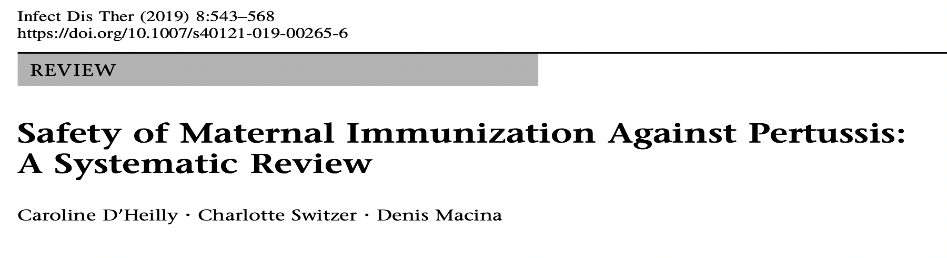 Infect Dis Ther (2019) 8:543–568
https://doi.org/10.1007/s40121-019-00265-6
REVIEW
Safety of Maternal Immunization Against Pertussis:
A Systematic Review
Caroline D'Heilly · Charlotte Switzer · Denis Macina